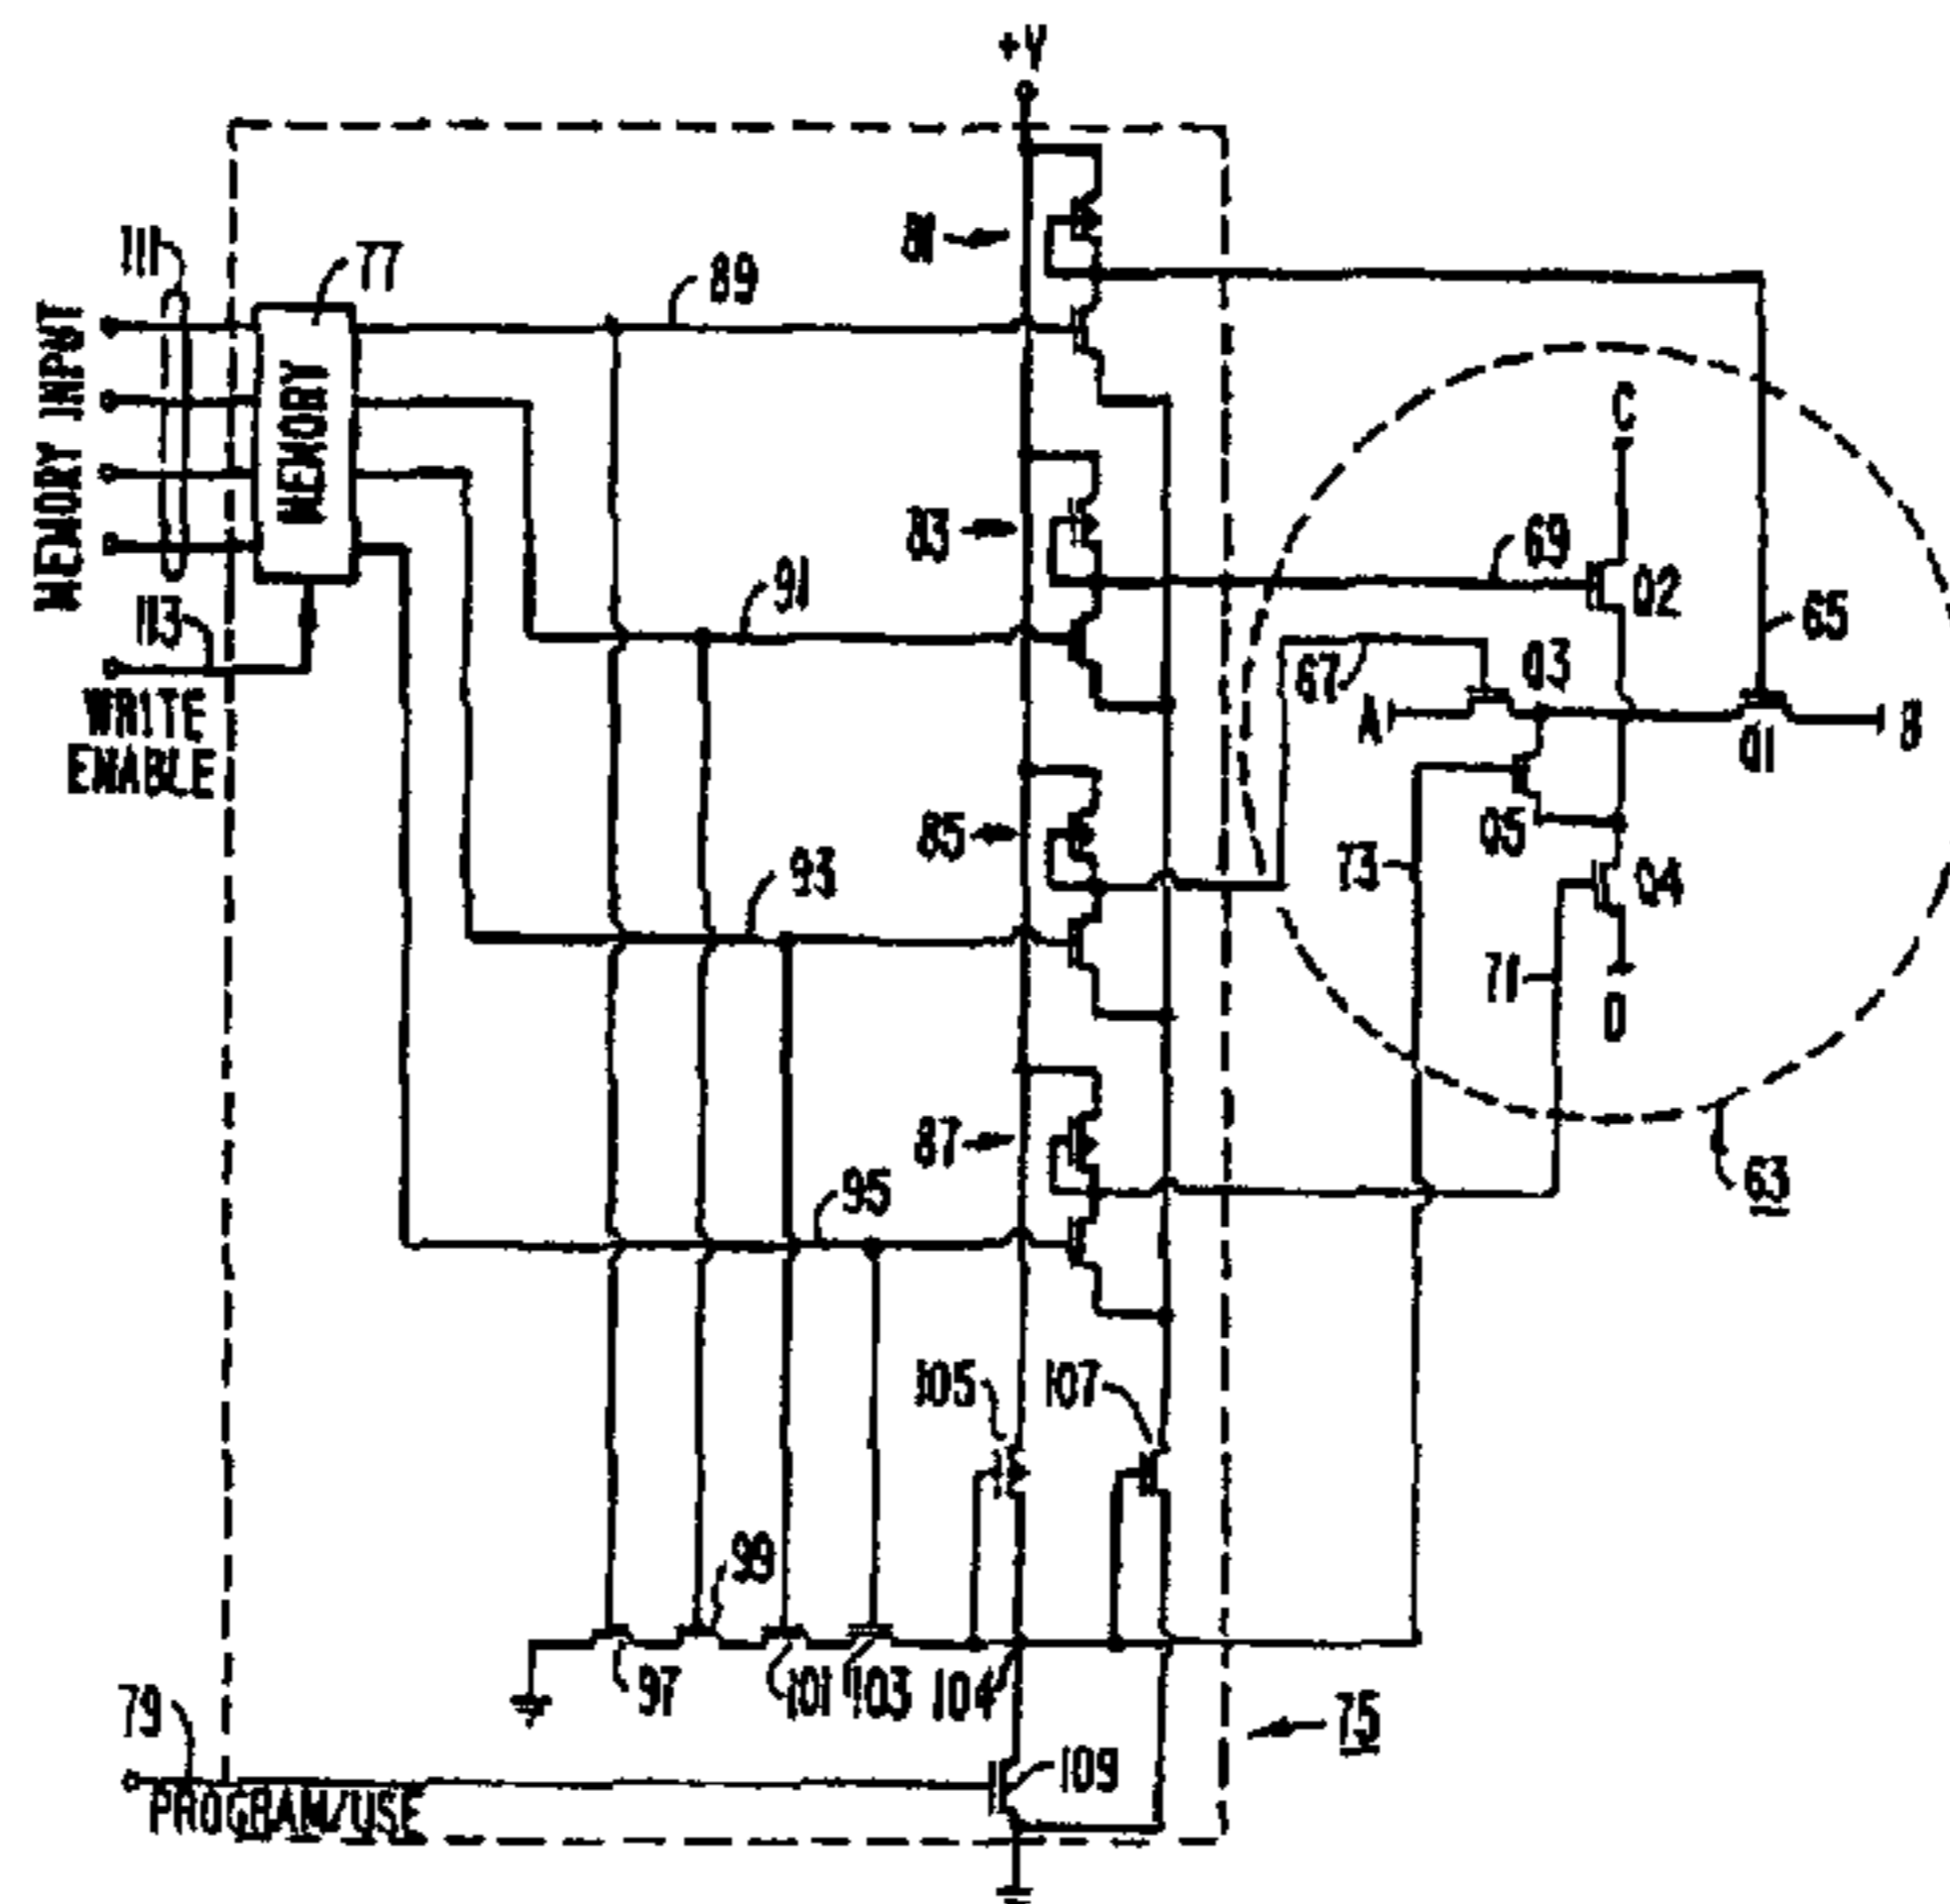 +V
81
111
77
89
MEMORY INPUT
MEMORY
C
83
69
Q2
91
113
65
67
Q3
WRITE
ENABLE
A
B
Q1
85
Q5
93
73
Q4
71
D
87
95
63
105
107
99
97
101
103
104
75
79
109
PROGRAM/USE